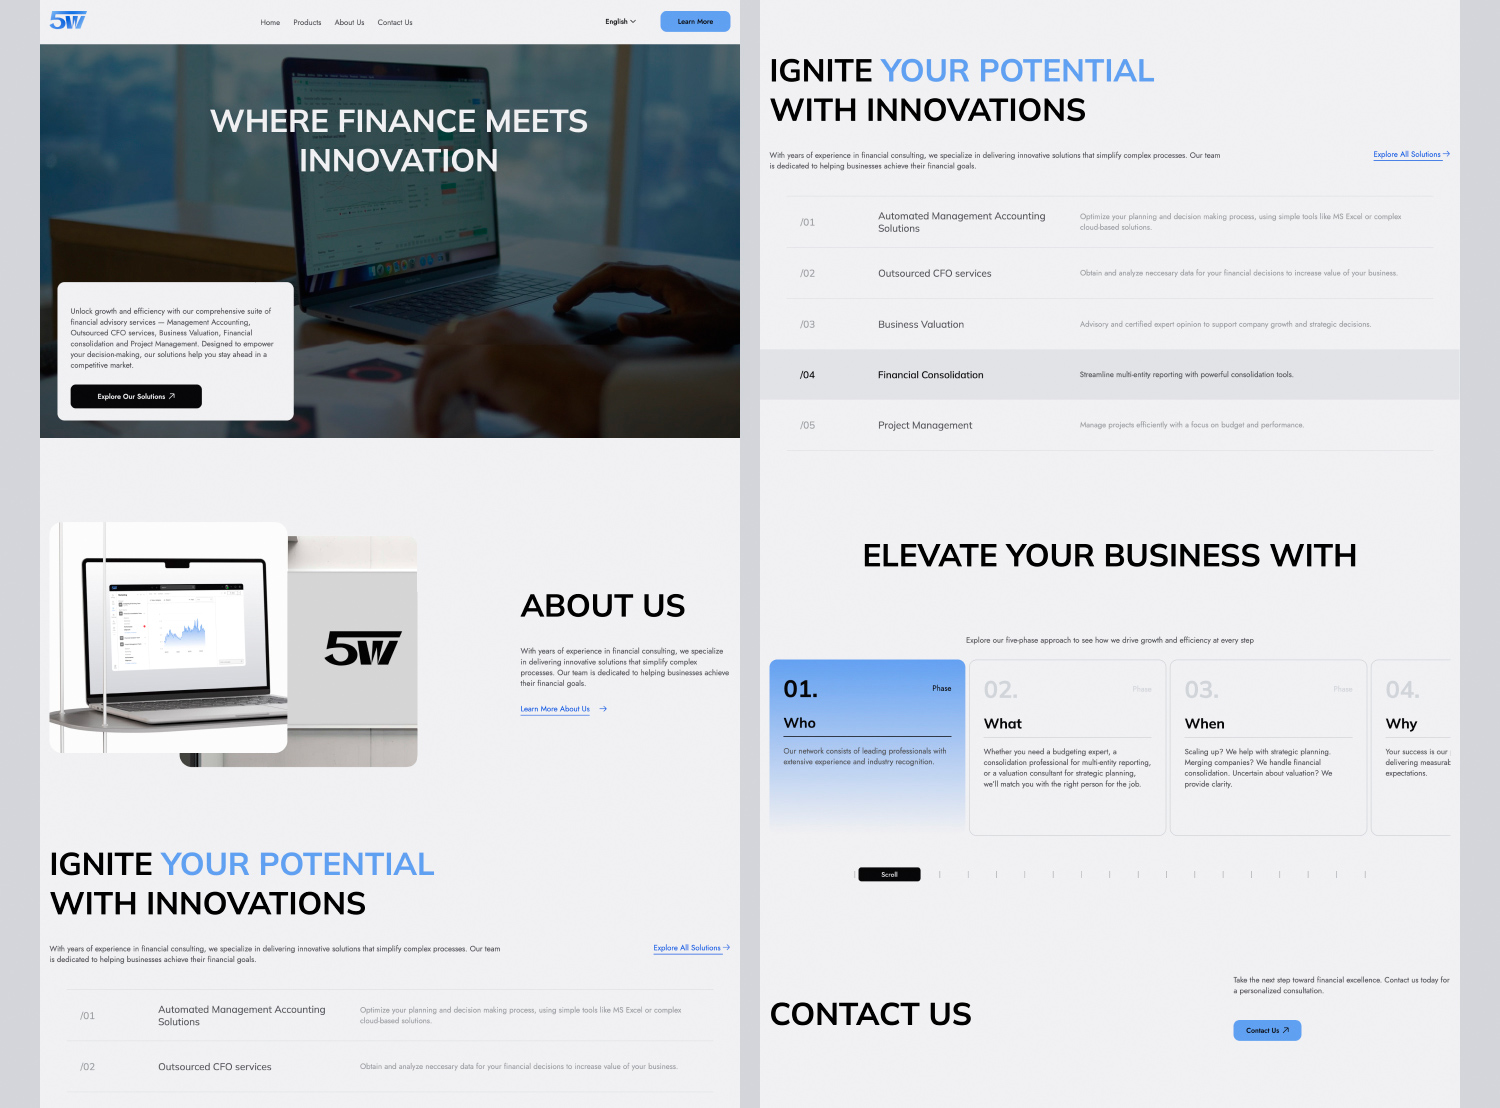 5W
Home Products About Us Contact Us
English
Learn More
WHERE FINANCE MEETS
INNOVATION
Unlock growth and efficiency with our comprehensive suite of
financial advisory services — Management Accounting,
Outsourced CFO services, Business Valuation, Financial
consolidation and Project Management. Designed to empower
your decision-making, our solutions help you stay ahead in a
competitive market.
Explore Our Solutions
5W
ABOUT US
With years of experience in financial consulting, we specialize
in delivering innovative solutions that simplify complex
processes. Our team is dedicated to helping businesses achieve
their financial goals.
Learn More About Us
IGNITE YOUR POTENTIAL
WITH INNOVATIONS
With years of experience in financial consulting, we specialize in delivering innovative solutions that simplify complex processes. Our team
is dedicated to helping businesses achieve their financial goals.
Explore All Solutions
/01
Automated Management Accounting
Solutions
Optimize your planning and decision making process, using simple tools like MS Excel or complex
cloud-based solutions.
/02
Outsourced CFO services
Obtain and analyze neccesary data for your financial decisions to increase value of your business.
IGNITE YOUR POTENTIAL
WITH INNOVATIONS
With years of experience in financial consulting, we specialize in delivering innovative solutions that simplify complex processes. Our team
is dedicated to helping businesses achieve their financial goals.
Explore All Solutions
/01
Automated Management Accounting
Solutions
Optimize your planning and decision making process, using simple tools like MS Excel or complex
cloud-based solutions.
/02
Outsourced CFO services
Obtain and analyze neccesary data for your financial decisions to increase value of your business.
/03
Business Valuation
Advisory and certified expert opinion to support company growth and strategic decisions.
/04
Financial Consolidation
Streamline multi-entity reporting with powerful consolidation tools.
/05
Project Management
Manage projects efficiently with a focus on budget and performance.
ELEVATE YOUR BUSINESS WITH
Explore our five-phase approach to see how we drive growth and efficiency at every step
01.
Phase
Who
Our network consists of leading professionals with
extensive experience and industry recognition.
02.
Phase
What
Whether you need a budgeting expert, a
consolidation professional for multi-entity reporting,
or a valuation consultant for strategic planning,
we'll match you with the right person for the job.
03.
Phase
When
Scaling up? We help with strategic planning.
Merging companies? We handle financial
consolidation. Uncertain about valuation? We
provide clarity.
04.
Why
Your success is our
delivering measurab
expectations.
Scroll
CONTACT US
Take the next step toward financial excellence. Contact us today for
a personalized consultation.
Contact Us